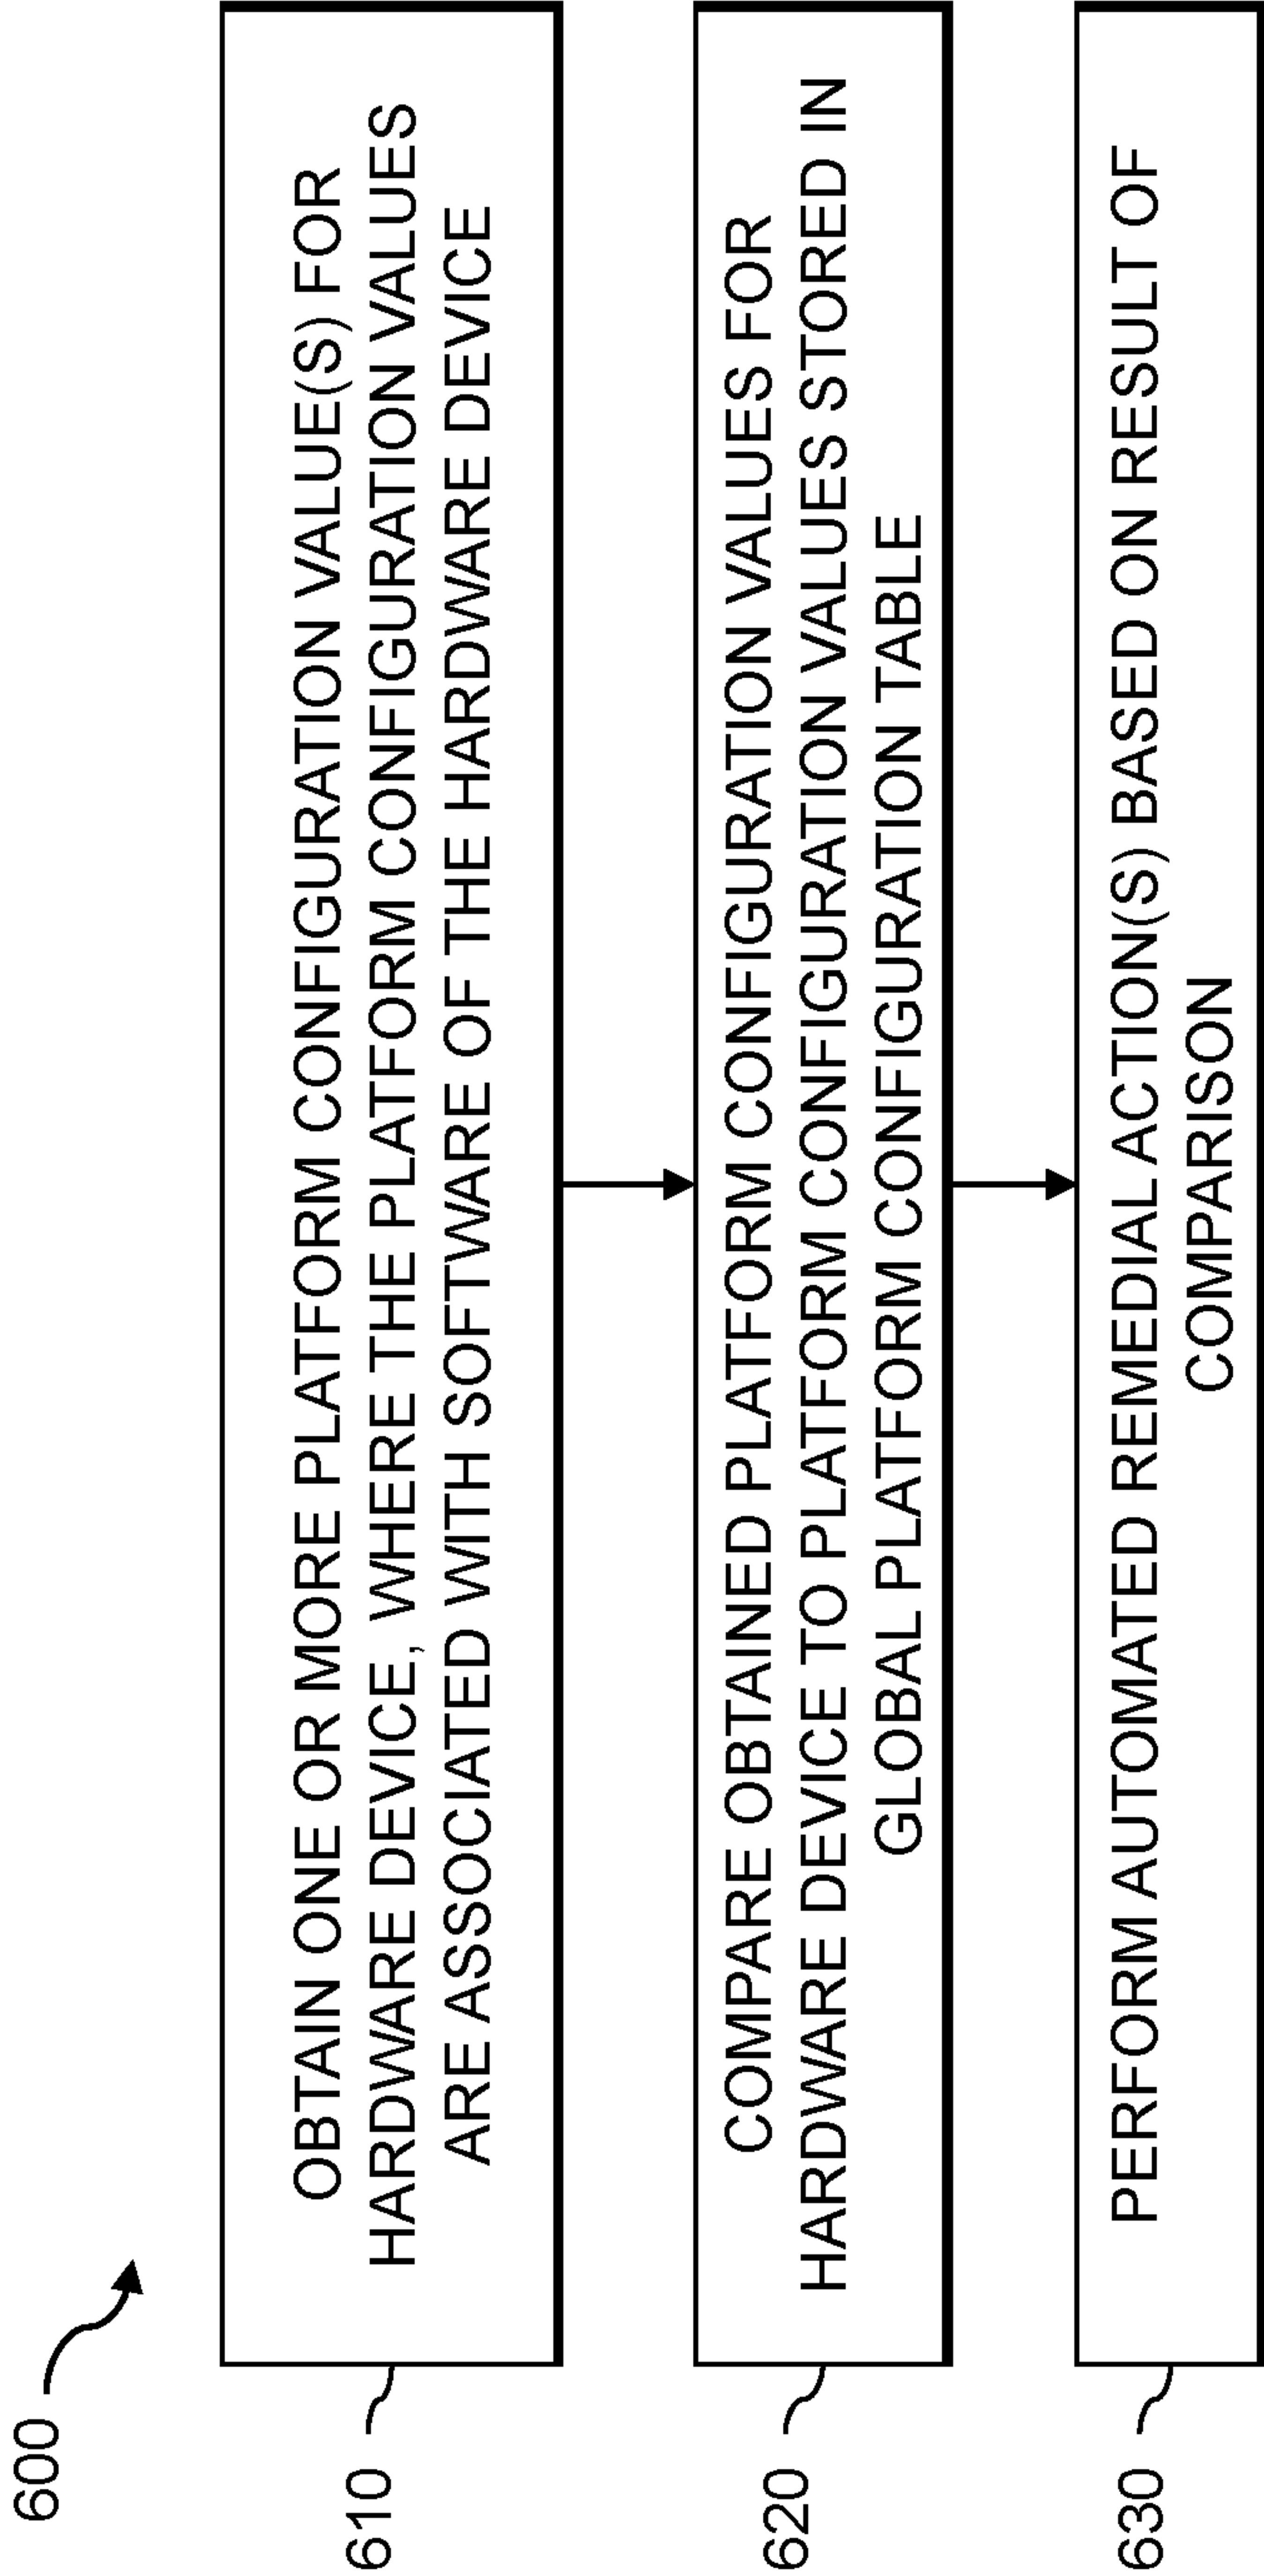 600
610
OBTAIN ONE OR MORE PLATFORM CONFIGURATION VALUE(S) FOR
HARDWARE DEVICE, WHERE THE PLATFORM CONFIGURATION VALUES
ARE ASSOCIATED WITH SOFTWARE OF THE HARDWARE DEVICE
620
COMPARE OBTAINED PLATFORM CONFIGURATION VALUES FOR
HARDWARE DEVICE TO PLATFORM CONFIGURATION VALUES STORED IN
GLOBAL PLATFORM CONFIGURATION TABLE
630
PERFORM AUTOMATED REMEDIAL ACTION(S) BASED ON RESULT OF
COMPARISON